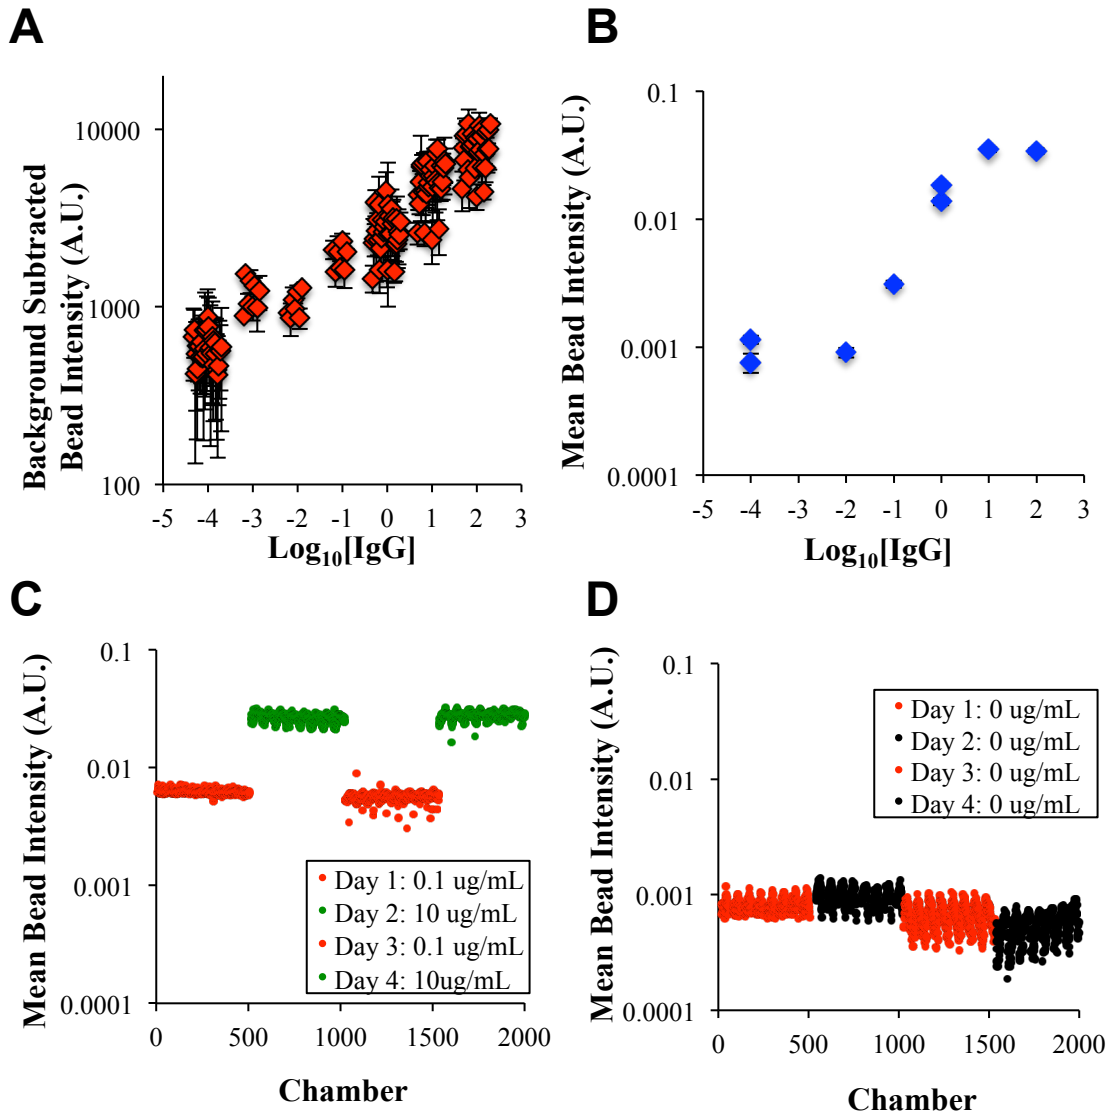 A
Background Subtracted
Bead Intensity (A.U.)
10000
1000
100
-5 -4 -3 -2 -1 0 1 2 3
Log10[IgG]
B
Mean Bead Intensity (A.U.)
0.1
0.01
0.001
0.0001
-5 -4 -3 -2 -1 0 1 2 3
Log10[IgG]
C
Mean Bead Intensity (A.U.)
0.1
0.01
0.001
0.0001
Day 1: 0.1 ug/mL
Day 2: 10 ug/mL
Day 3: 0.1 ug/mL
Day 4: 10ug/mL
0 500 1000 1500 2000
Chamber
D
Mean Bead Intensity (A.U.)
0.1
0.01
0.001
0.0001
Day 1: 0 ug/mL
Day 2: 0 ug/mL
Day 3: 0 ug/mL
Day 4: 0 ug/mL
0 500 1000 1500 2000
Chamber